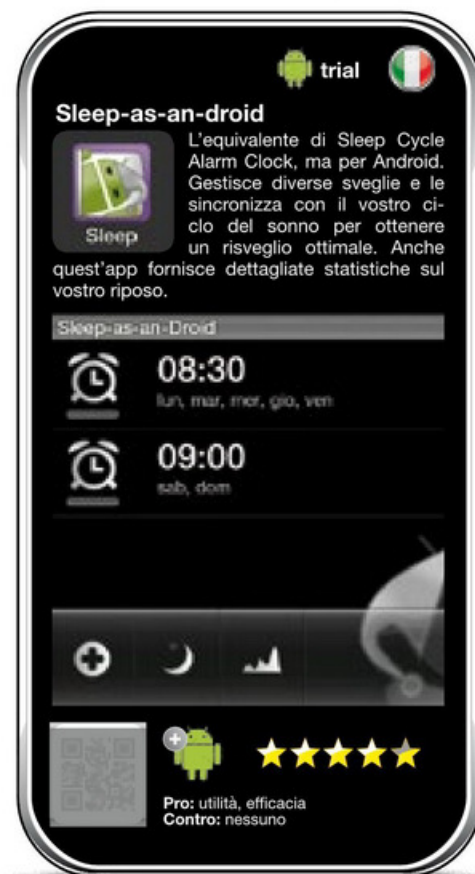 trial
Sleep-as-an-droid
L'equivalente di Sleep Cycle
Alarm Clock, ma per Android.
Gestisce diverse sveglie e le
sincronizza con il vostro ci-
clo del sonno per ottenere
un risveglio ottimale. Anche
quest'app fornisce dettagliate statistiche sul
vostro riposo.
Sleep
Sleep-as-an-Droid
08:30
lun, mar, mer, gio, ven
09:00
sab, dom
Pro: utilità, efficacia
Contro: nessuno